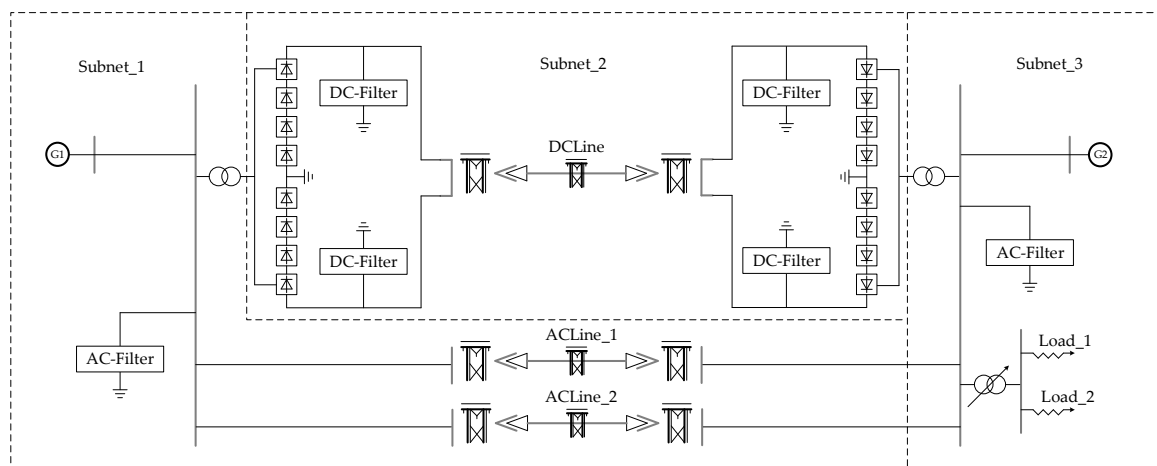 Subnet_1
Subnet_2
Subnet_3
DC-Filter
DC-Filter
DCLine
G1
G2
DC-Filter
DC-Filter
AC-Filter
AC-Filter
ACLine_1
Load_1
ACLine_2
Load_2